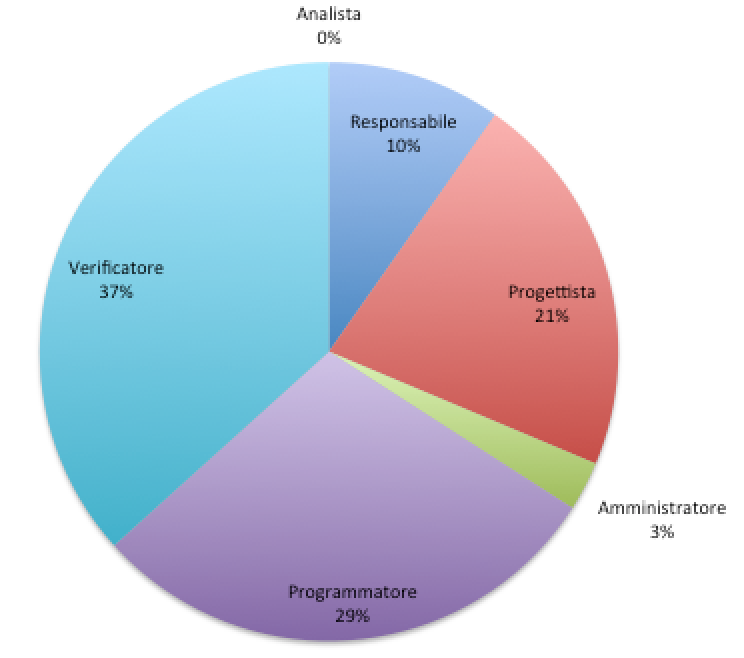 Analista
0%
Responsabile
10%
Verificatore
37%
Progettista
21%
Amministratore
3%
Programmatore
29%